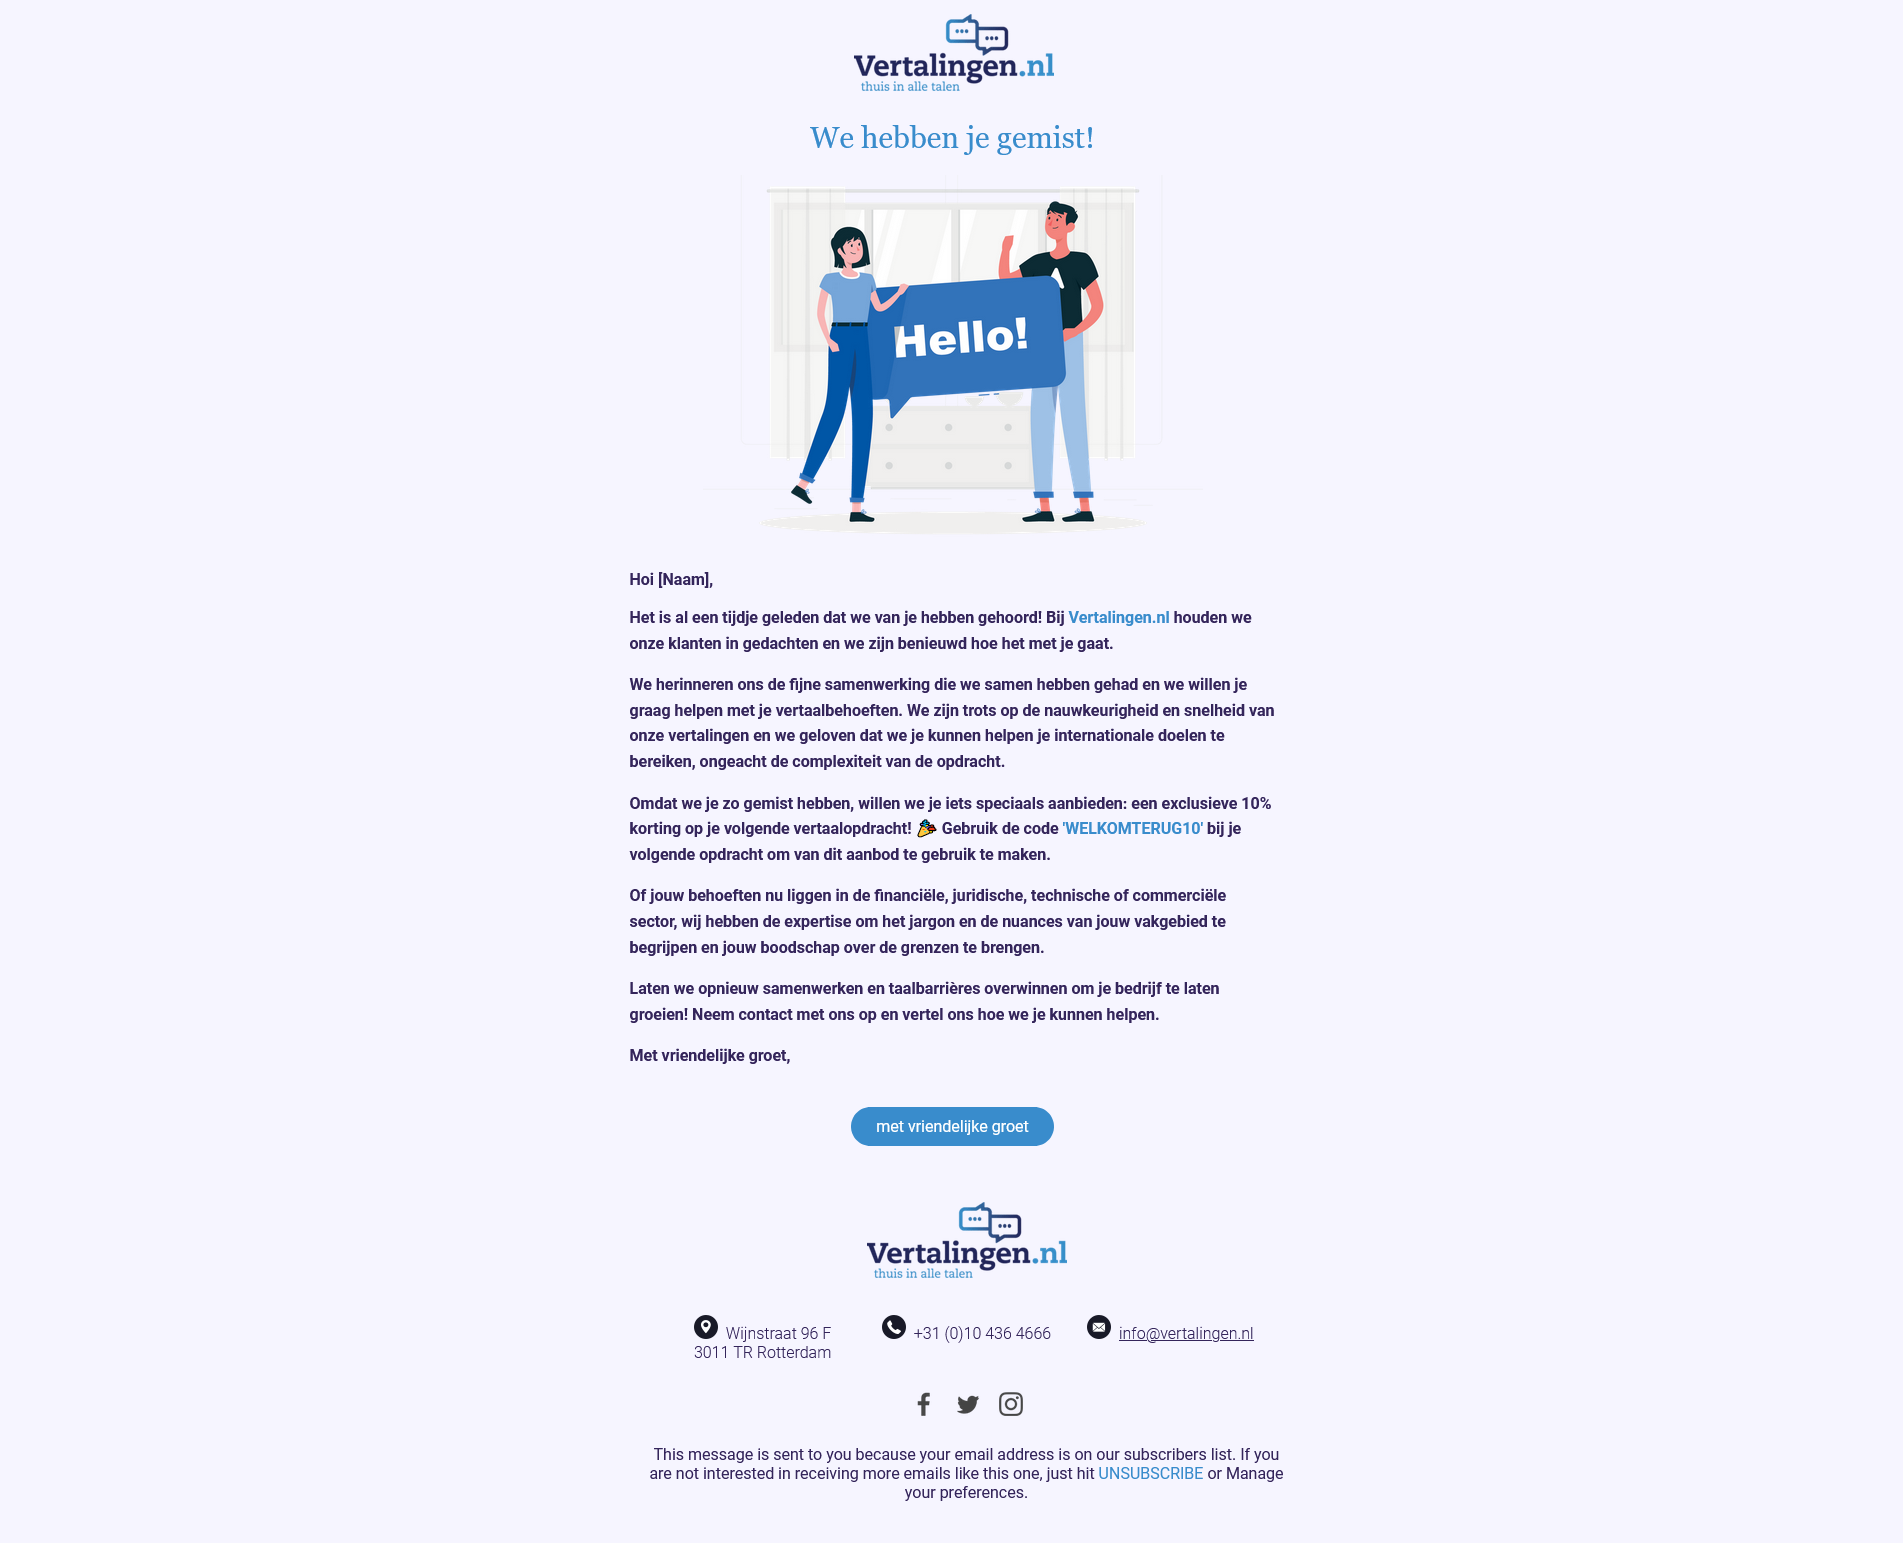 Vertalingen.nl
thuis in alle talen
We hebben je gemist!
Hello!
Hoi [Naam],
Het is al een tijdje geleden dat we van je hebben gehoord! Bij Vertalingen.nl houden we
onze klanten in gedachten en we zijn benieuwd hoe het met je gaat.
We herinneren ons de fijne samenwerking die we samen hebben gehad en we willen je
graag helpen met je vertaalbehoeften. We zijn trots op de nauwkeurigheid en snelheid van
onze vertalingen en we geloven dat we je kunnen helpen je internationale doelen te
bereiken, ongeacht de complexiteit van de opdracht.
Omdat we je zo gemist hebben, willen we je iets speciaals aanbieden: een exclusieve 10%
korting op je volgende vertaalopdracht! 🎉 Gebruik de code 'WELKOMTERUG10' bij je
volgende opdracht om van dit aanbod te gebruik te maken.
Of jouw behoeften nu liggen in de financiële, juridische, technische of commerciële
sector, wij hebben de expertise om het jargon en de nuances van jouw vakgebied te
begrijpen en jouw boodschap over de grenzen te brengen.
Laten we opnieuw samenwerken en taalbarrières overwinnen om je bedrijf te laten
groeien! Neem contact met ons op en vertel ons hoe we je kunnen helpen.
Met vriendelijke groet,
met vriendelijke groet
Vertalingen.nl
thuis in alle talen
Wijnstraat 96 F
3011 TR Rotterdam
+31 (0)10 436 4666
info@vertalingen.nl
This message is sent to you because your email address is on our subscribers list. If you
are not interested in receiving more emails like this one, just hit UNSUBSCRIBE or Manage
your preferences.